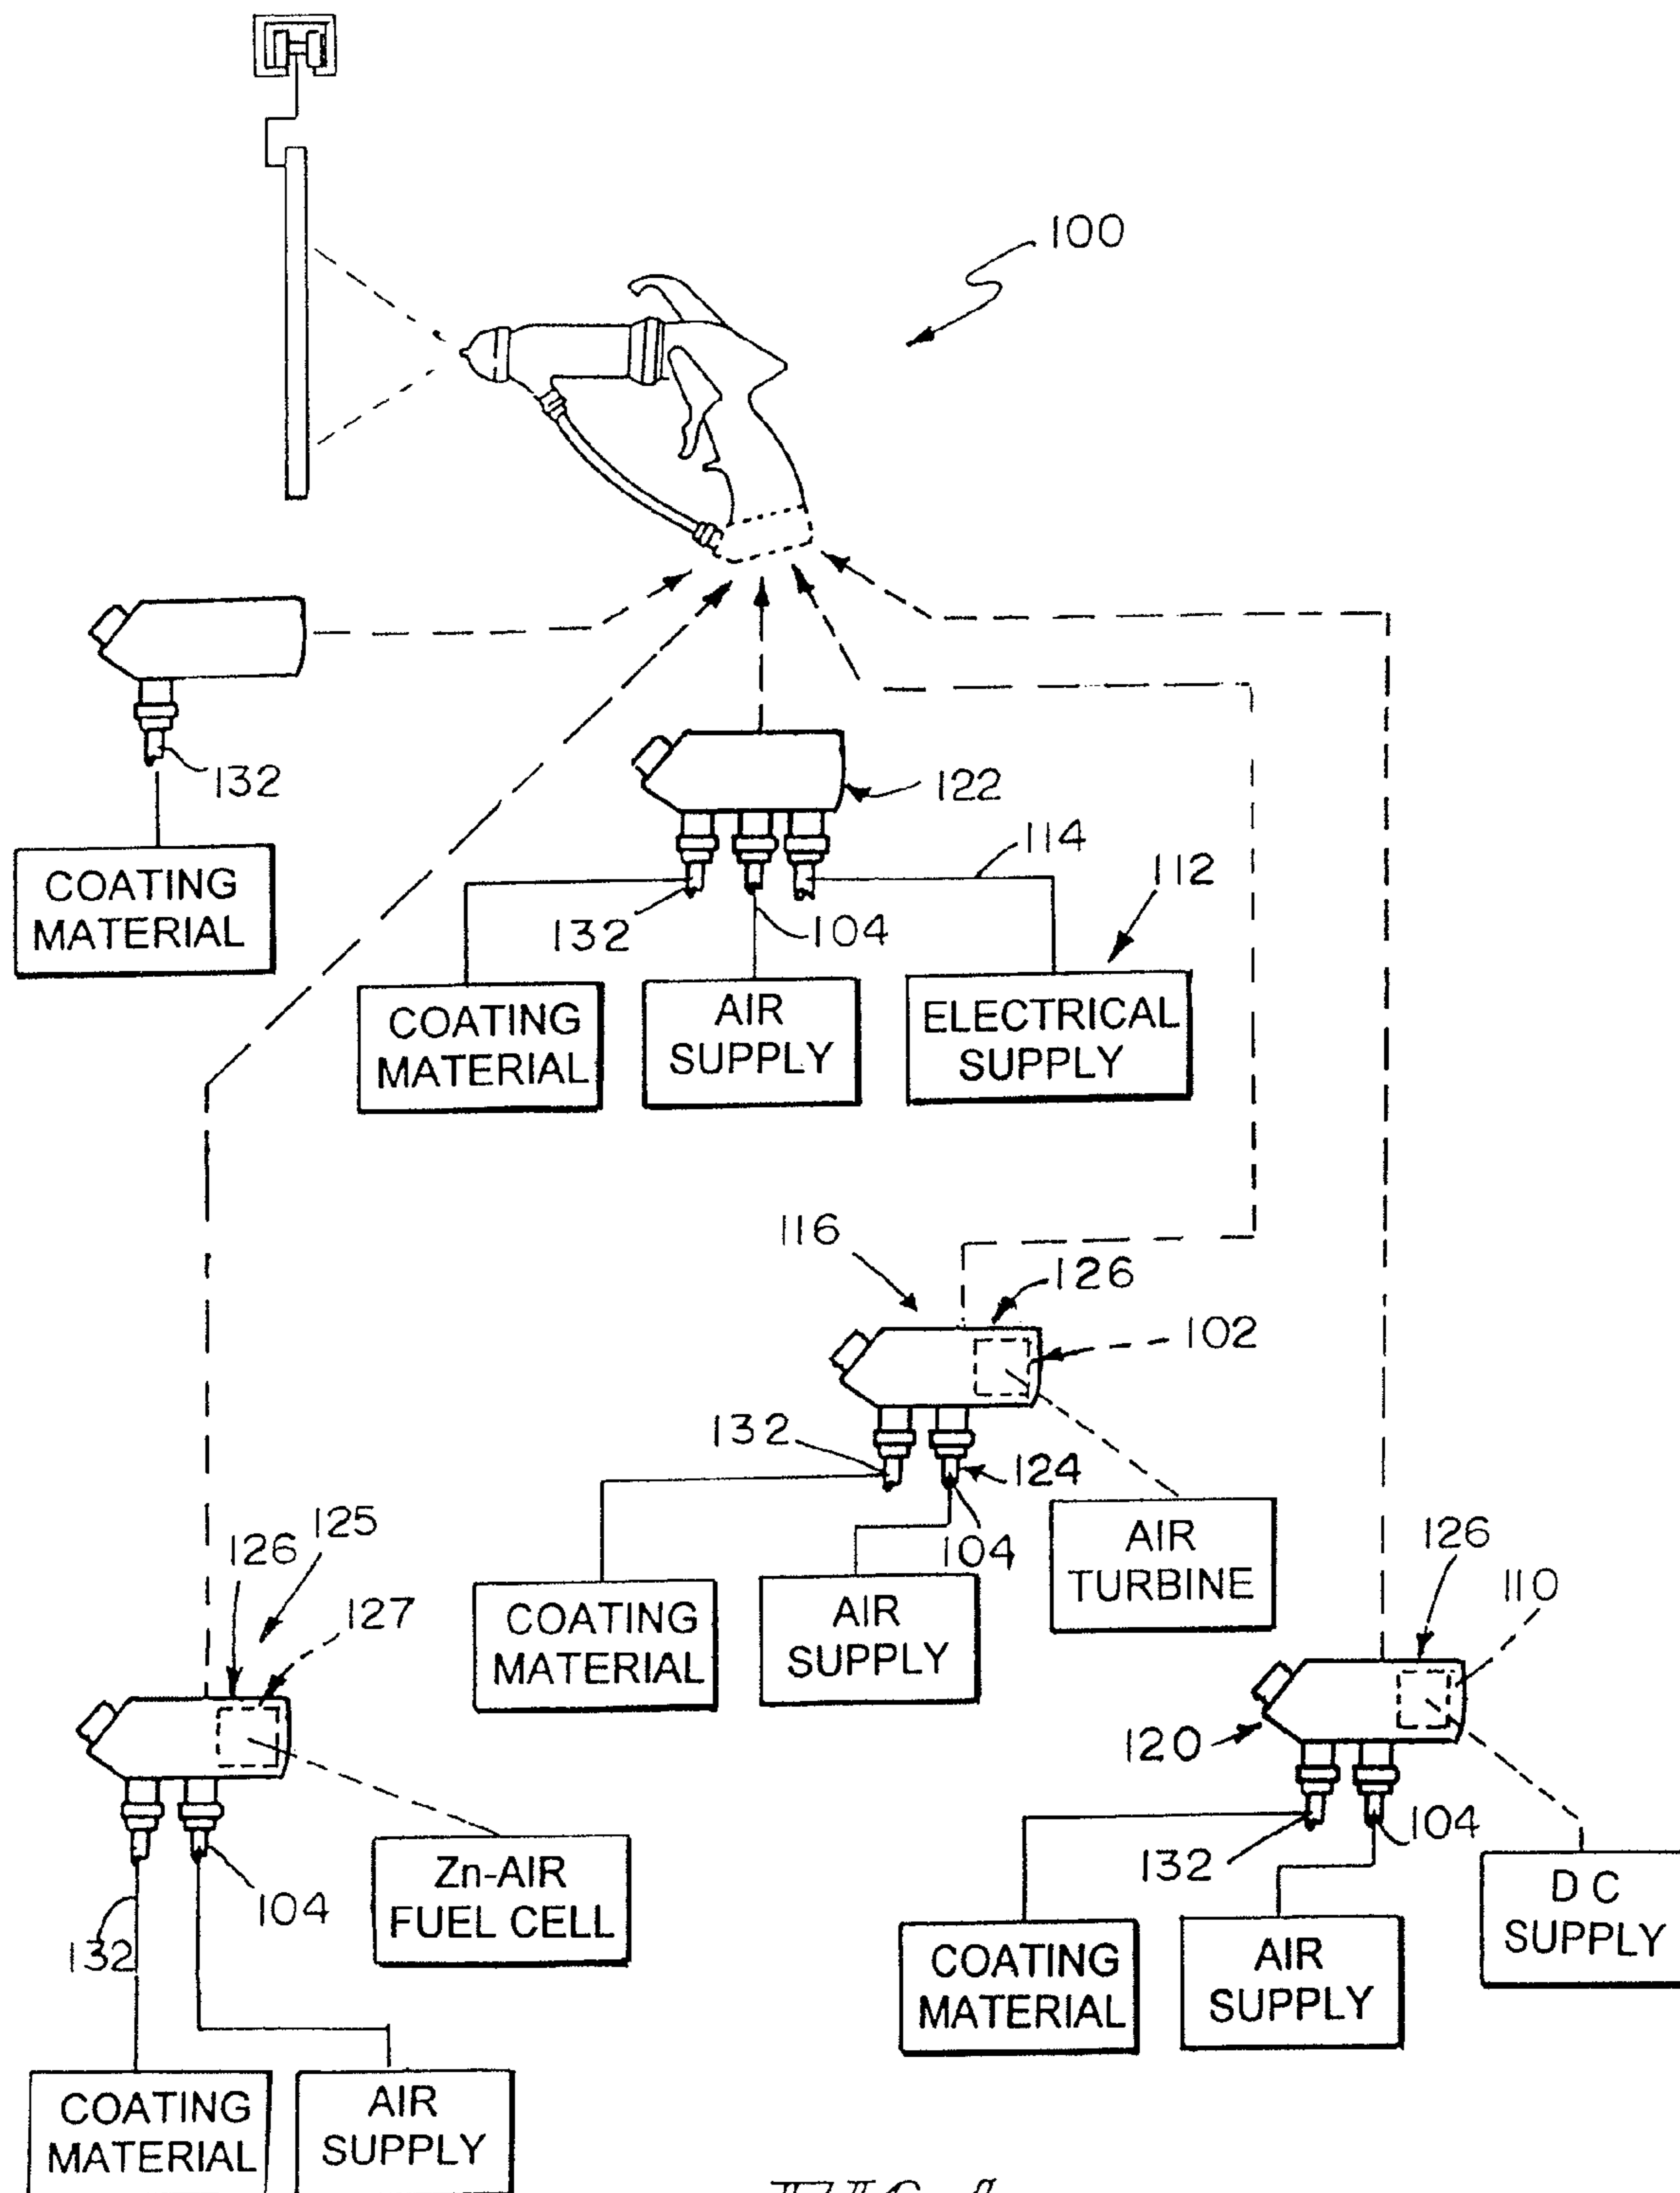 100
132
COATING
MATERIAL
122
114
112
132
104
COATING
MATERIAL
AIR
SUPPLY
ELECTRICAL
SUPPLY
116
126
102
132
124
104
COATING
MATERIAL
AIR
SUPPLY
AIR
TURBINE
125
126
127
104
132
Zn-AIR
FUEL CELL
COATING
MATERIAL
AIR
SUPPLY
126
110
120
132
104
COATING
MATERIAL
AIR
SUPPLY
DC
SUPPLY